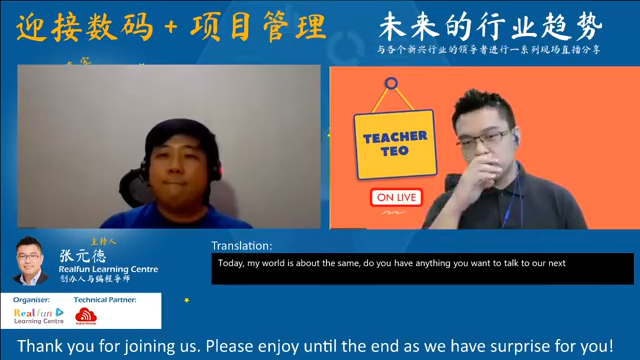 迎接数码 + 项目管理
未来的行业趋势
与各个新兴行业的领导者进行一系列现场直播分享
TEACHER
TEO
ON LIVE
主持人
张元德
Realfun Learning Centre
创办人与编程导师
Translation:
Today, my world is about the same, do you have anything you want to talk to our next
Organiser:
Technical Partner:
Realfun
Learning Centre
Thank you for joining us. Please enjoy until the end as we have surprise for you!